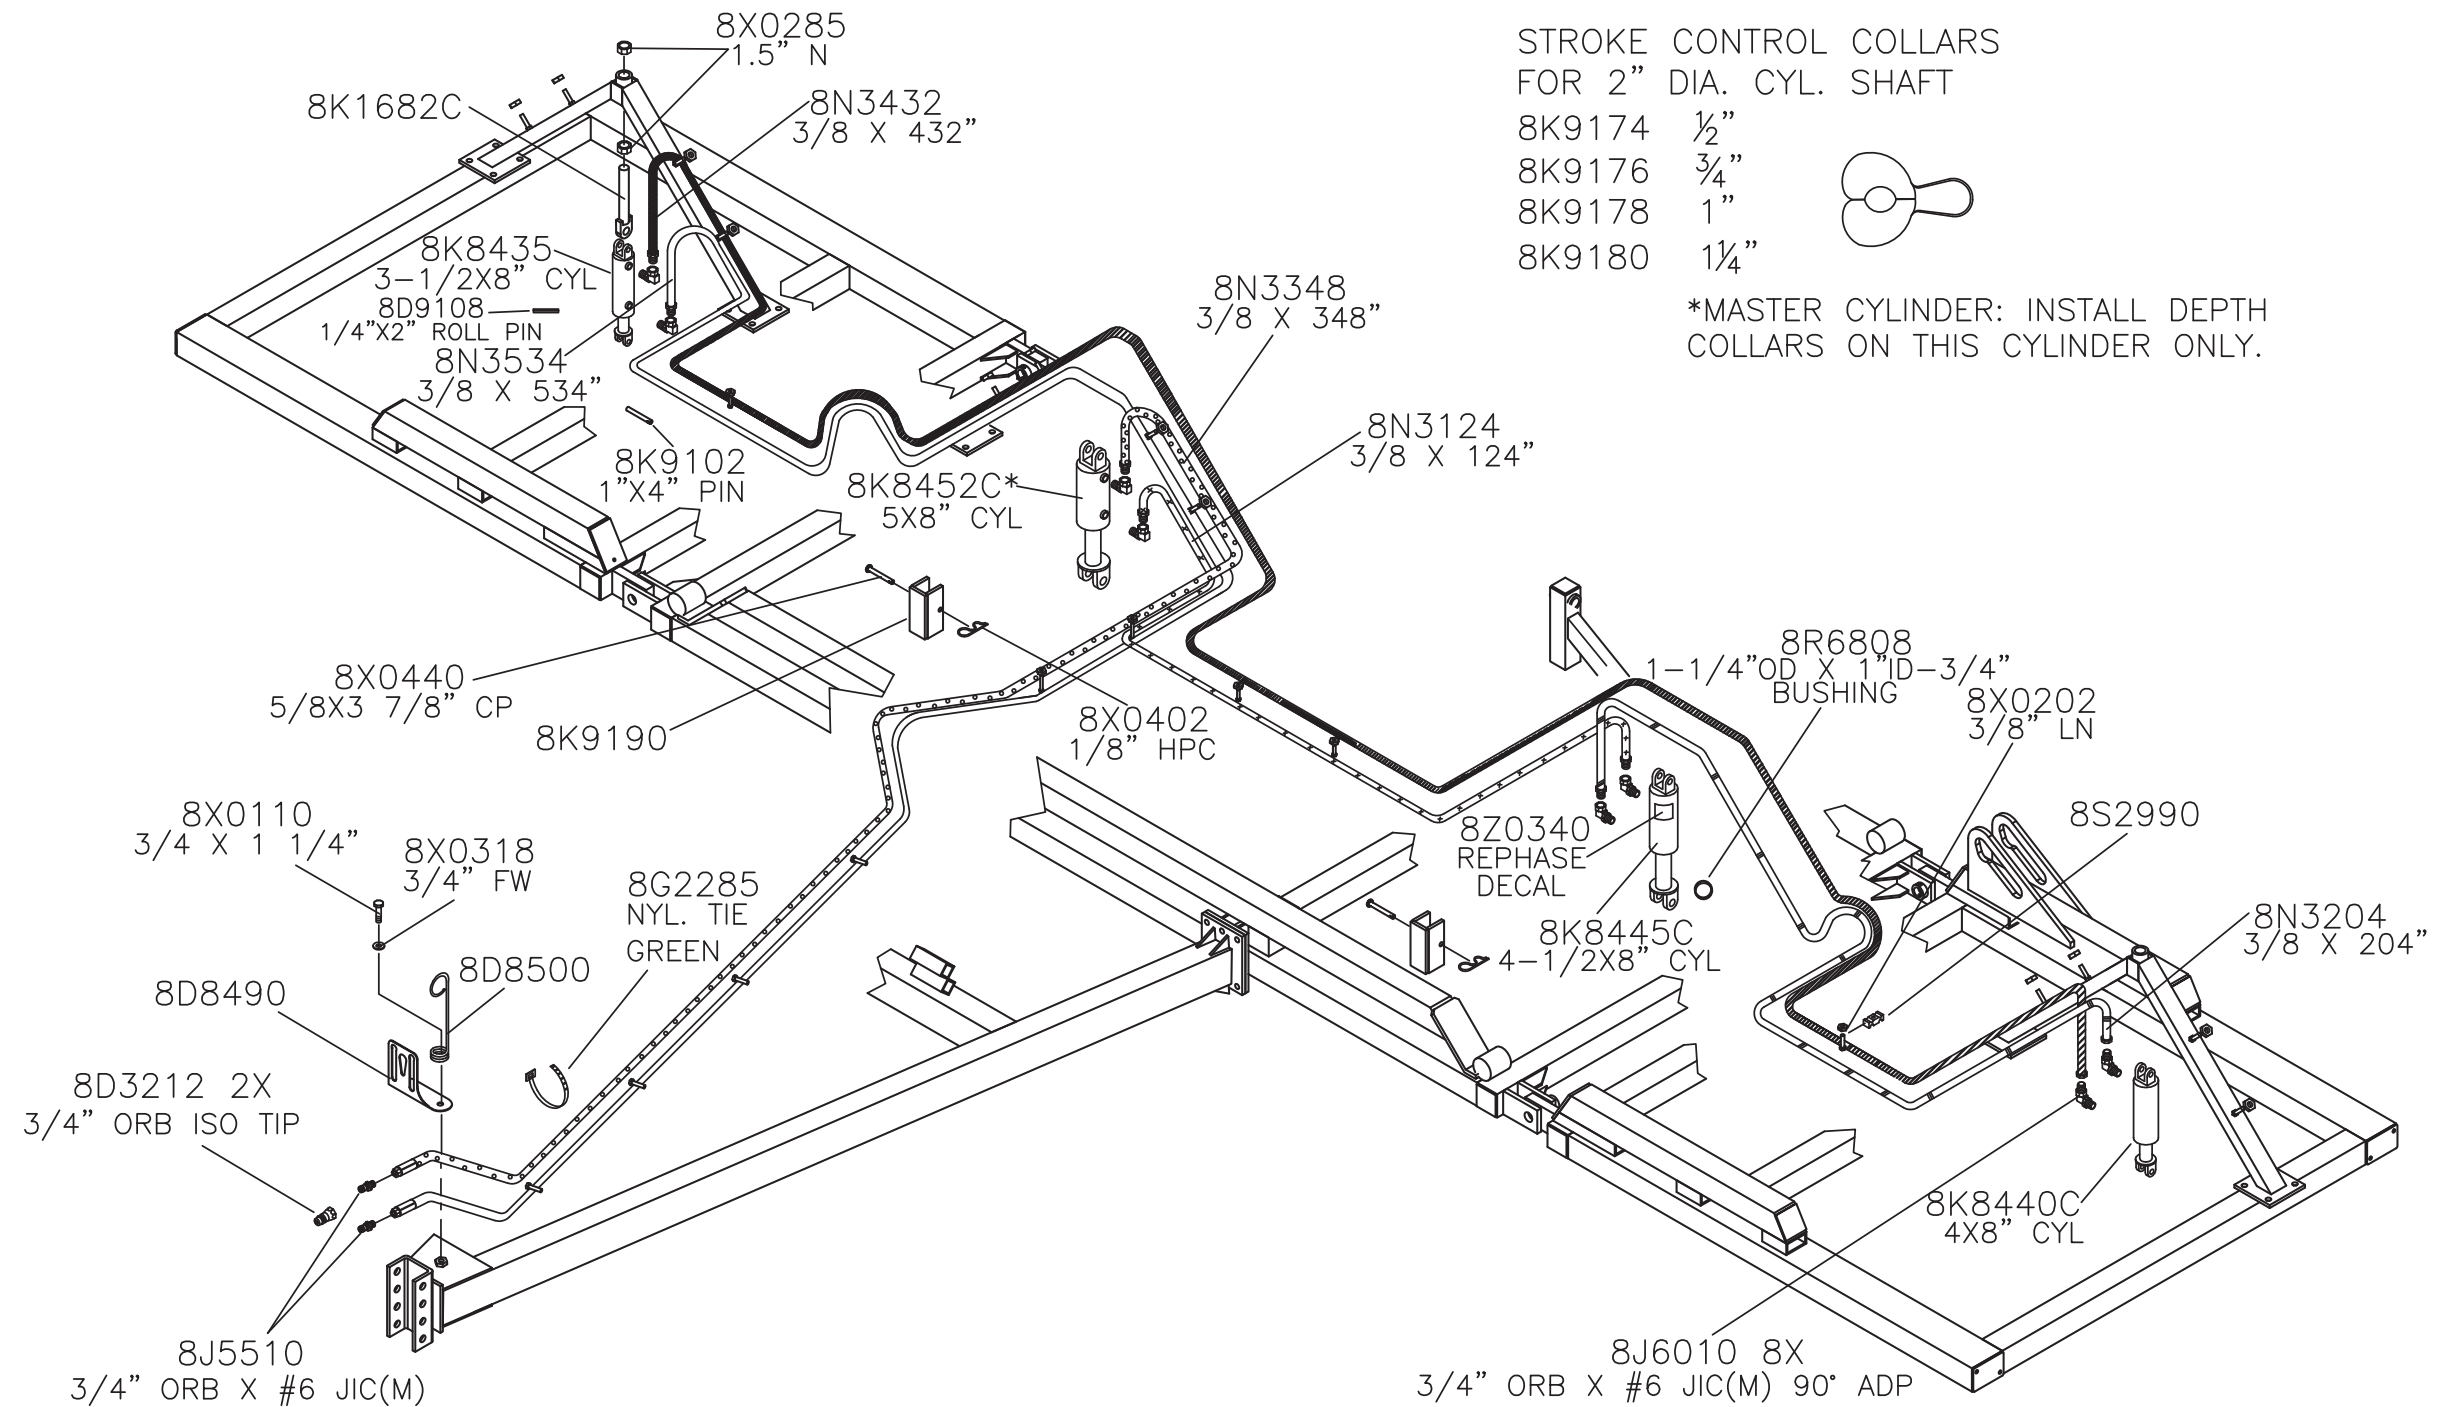 8X0285
1.5” N
8K1682C
8N3432
3/8 X 432”
8K8435
3-1/2X8” CYL
8D9108
1/4”X2” ROLL PIN
8N3534
3/8 X 534”
8K9102
1”X4” PIN
STROKE CONTROL COLLARS
FOR 2” DIA. CYL. SHAFT
8K9174 ½”
8K9176 ¾”
8K9178 1”
8K9180 1¼”
*MASTER CYLINDER: INSTALL DEPTH
COLLARS ON THIS CYLINDER ONLY.
8N3348
3/8 X 348”
8N3124
3/8 X 124”
8K8452C*
5X8” CYL
8X0440
5/8X3 7/8” CP
8K9190
8X0402
1/8” HPC
8R6808
1-1/4”OD X 1”ID-3/4”
BUSHING
8X0202
3/8” LN
8S2990
8Z0340
REPHASE
DECAL
8K8445C
4-1/2X8” CYL
8N3204
3/8 X 204”
8X0110
3/4 X 1 1/4”
8X0318
3/4” FW
8G2285
NYL. TIE
GREEN
8D8500
8D8490
8D3212 2X
3/4” ORB ISO TIP
8K8440C
4X8” CYL
8J5510
3/4” ORB X #6 JIC(M)
8J6010 8X
3/4” ORB X #6 JIC(M) 90° ADP